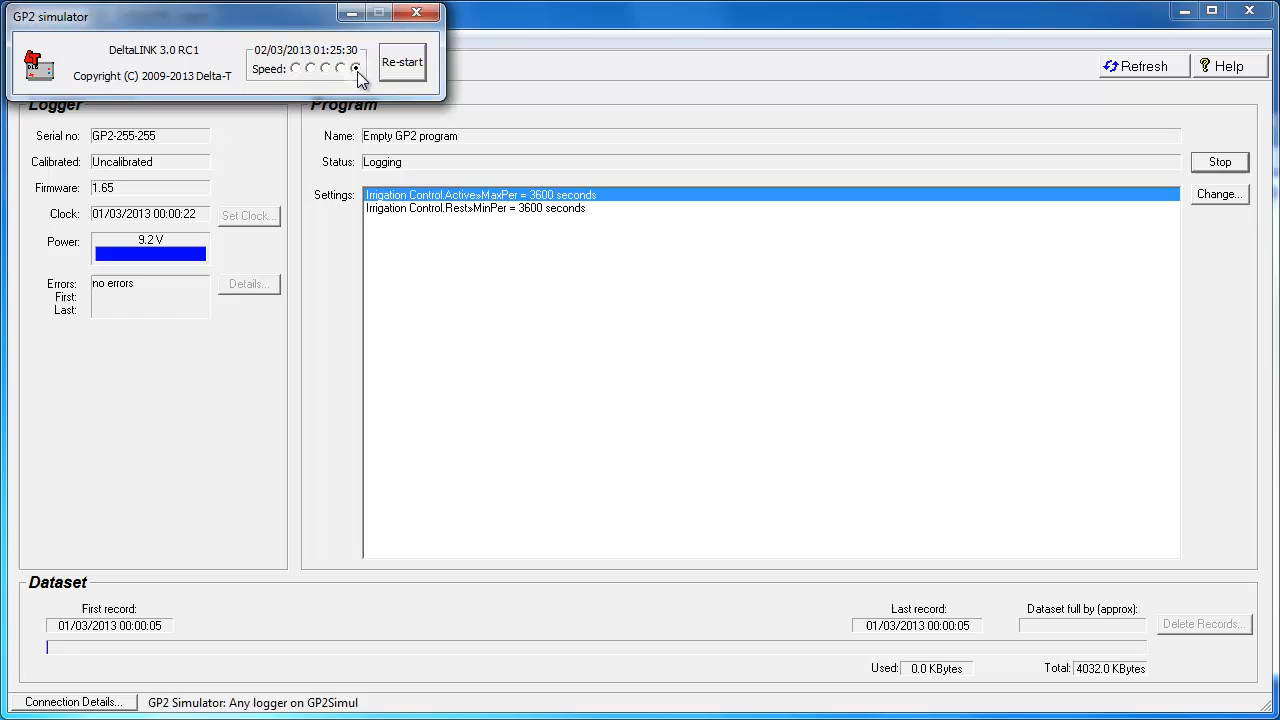 GP2 simulator
DeltaLINK 3.0 RC1
Copyright (C) 2009-2013 Delta-T
02/03/2013 01:25:30
Speed:
Re-start
Refresh
Help
Logger
Serial no: GP2-255-255
Calibrated: Uncalibrated
Firmware: 1.65
Clock: 01/03/2013 00:00:22 Set Clock...
Power: 9.2 V
Errors: no errors Details...
First:
Last:
Program
Name: Empty GP2 program
Status: Logging Stop
Settings: Irrigation Control.Active»MaxPer = 3600 seconds Change...
Irrigation Control.Rest»MinPer = 3600 seconds
Dataset
First record: Last record: Dataset full by (approx):
01/03/2013 00:00:05 01/03/2013 00:00:05 Delete Records...
Used: 0.0 KBytes Total: 4032.0 KBytes
Connection Details... GP2 Simulator: Any logger on GP2Simul